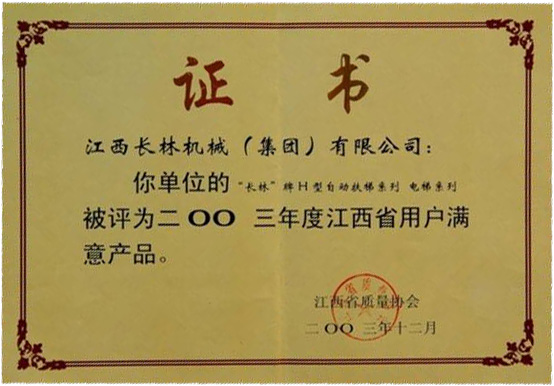 证 书
江西长林机械（集团）有限公司：
你单位的“长林”牌H型自动扶梯系列 电梯系列
被评为二OO三年度江西省用户满
意产品。
江西省质量协会
二OO三年十二月